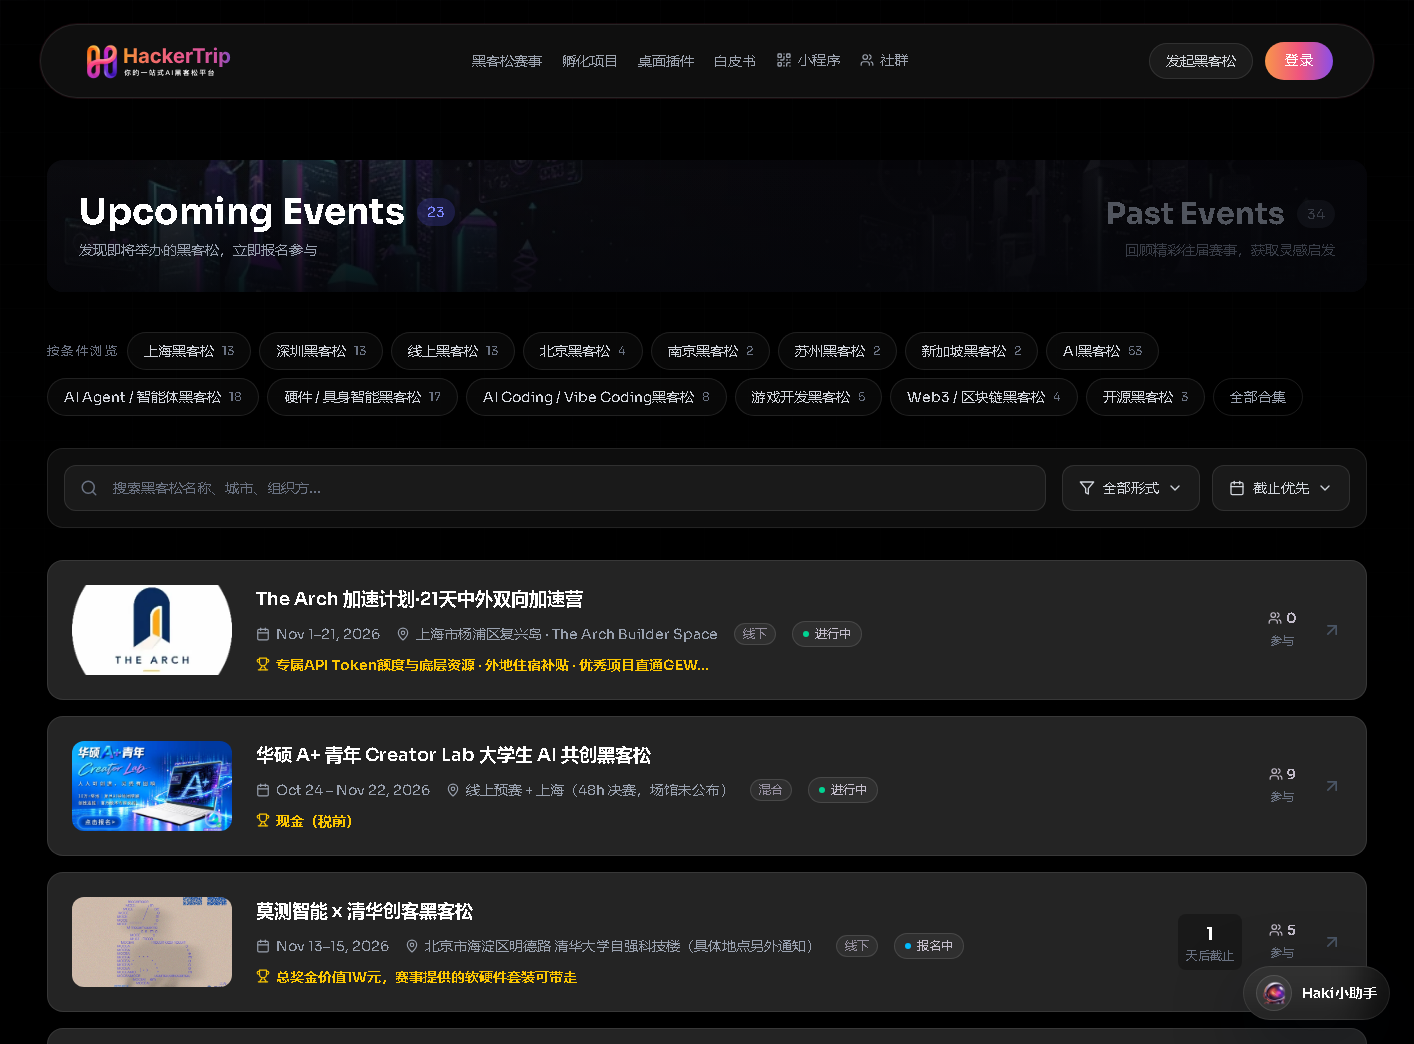 HackerTrip
你的一站式AI黑客松平台
黑客松赛事 孵化项目 桌面插件 白皮书 小程序 社群
发起黑客松 登录
Upcoming Events 23
发现即将举办的黑客松，立即报名参与
Past Events 34
回顾精彩往届赛事，获取灵感启发
按条件浏览 上海黑客松 13 深圳黑客松 13 线上黑客松 13 北京黑客松 4 南京黑客松 2 苏州黑客松 2 新加坡黑客松 2 AI黑客松 53
AI Agent / 智能体黑客松 18 硬件 / 具身智能黑客松 17 AI Coding / Vibe Coding黑客松 8 游戏开发黑客松 6 Web3 / 区块链黑客松 4 开源黑客松 3 全部合集
搜索黑客松名称、城市、组织方... 全部形式 截止优先
THE ARCH
The Arch 加速计划·21天中外双向加速营
Nov 1–21, 2026 上海市杨浦区复兴岛 · The Arch Builder Space 线下 进行中
专属API Token额度与底层资源 · 外地住宿补贴 · 优秀项目直通GEW...
0
参与
华硕 A+ 青年
Creator Lab
A+
点击报名>
华硕 A+ 青年 Creator Lab 大学生 AI 共创黑客松
Oct 24 – Nov 22, 2026 线上预赛 + 上海（48h 决赛，场馆未公布） 混合 进行中
现金（税前）
9
参与
莫测智能 x 清华创客黑客松
Nov 13–15, 2026 北京市海淀区明德路 清华大学自强科技楼（具体地点另外通知） 线下 报名中
总奖金价值1W元，赛事提供的软硬件套装可带走
1
天后截止
5
参与
Haki小助手